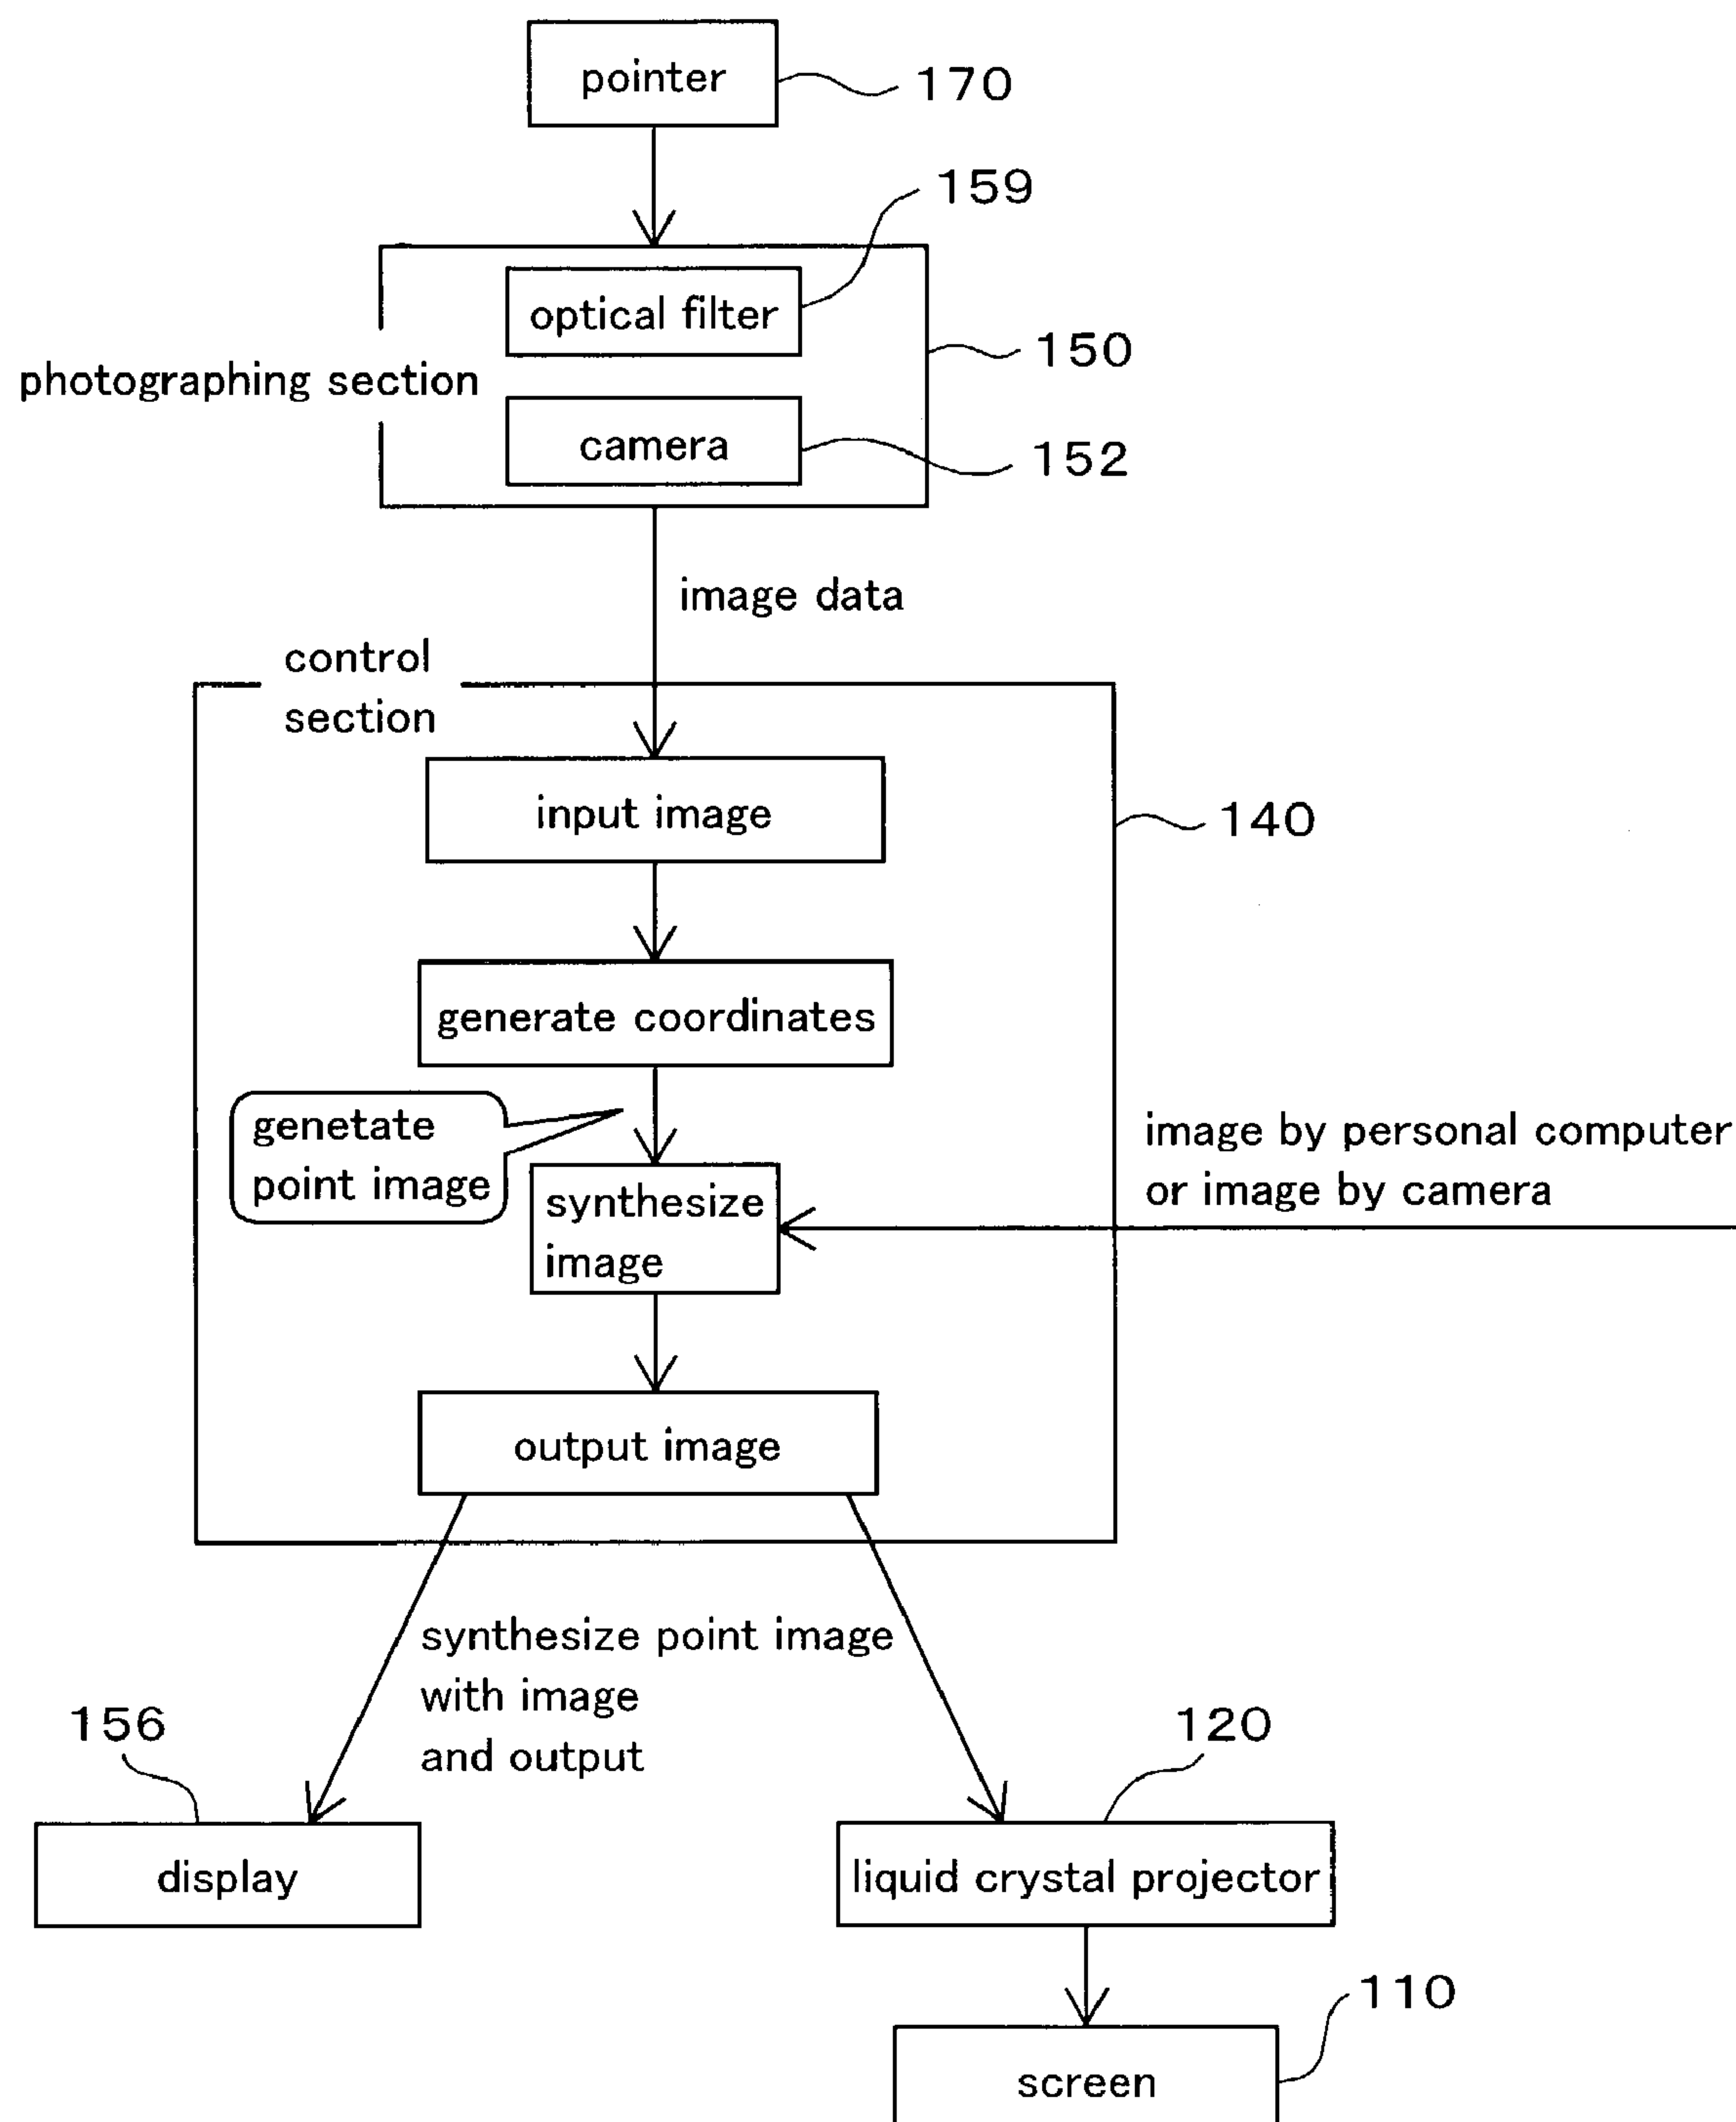 pointer
170
159
optical filter
150
photographing section
camera
152
image data
control
section
input image
140
generate coordinates
genetate
point image
image by personal computer
or image by camera
synthesize
image
output image
synthesize point image
with image
and output
156
120
display
liquid crystal projector
110
screen